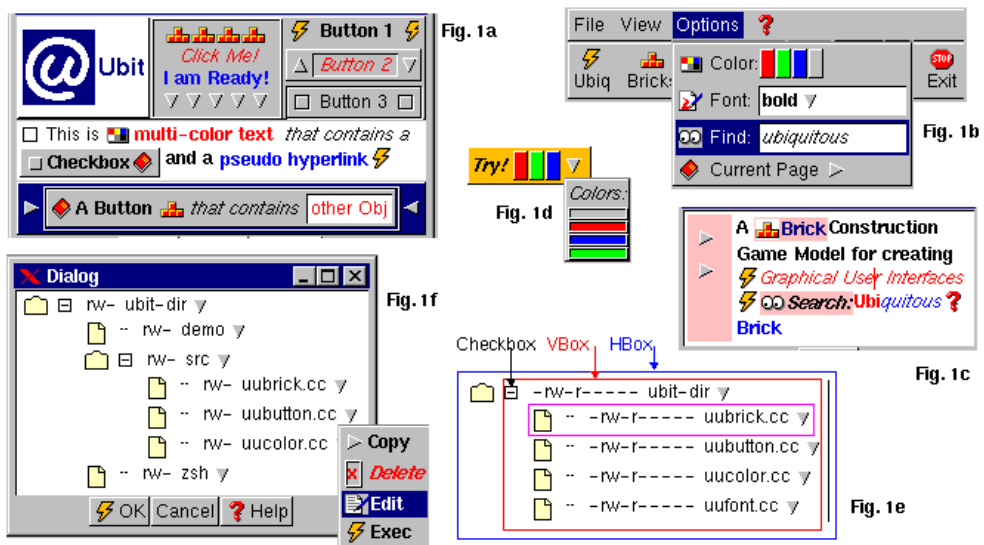 @ Ubit
Click Me!
I am Ready!
Button 1
Button 2
Button 3
Fig. 1a
This is multi-color text that contains a
Checkbox and a pseudo hyperlink
A Button that contains other Obj
File View Options ?
Ubiq Brick STOP Exit
Color:
Font: bold
Find: ubiquitous
Current Page
Fig. 1b
Try!
Colors:
Fig. 1d
A Brick Construction
Game Model for creating
Graphical User Interfaces
Search: Ubiquitous ?
Brick
Fig. 1c
X Dialog
rw- ubit-dir
-- rw- demo
rw- src
-- rw- uubrick.cc
-- rw- uubutton.cc
-- rw- uucolor.cc
-- rw- zsh
OK Cancel ? Help
Copy
x Delete
Edit
Exec
Fig. 1f
Checkbox VBox HBox
-rw-r----- ubit-dir
-- -rw-r----- uubrick.cc
-- -rw-r----- uubutton.cc
-- -rw-r----- uucolor.cc
-- -rw-r----- uufont.cc
Fig. 1e